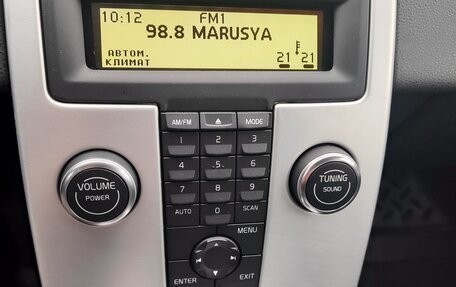 10:12 FM1
98.8 MARUSYA
АВТОМ.
КЛИМАТ 21 21
AM/FM MODE
1 2 3
4 5 6
7 8 9
AUTO 0 SCAN
VOLUME
POWER
TUNING
SOUND
MENU
ENTER EXIT